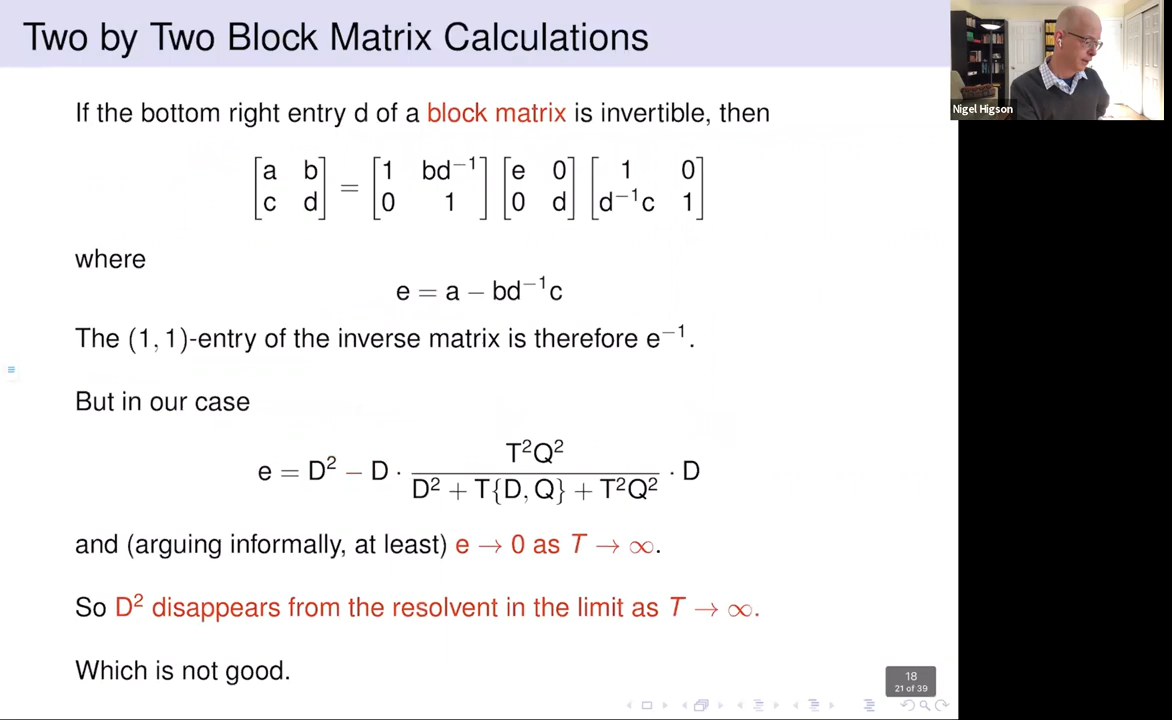 Two by Two Block Matrix Calculations
Nigel Higson
If the bottom right entry d of a block matrix is invertible, then
[a b; c d] = [1 bd⁻¹; 0 1] [e 0; 0 d] [1 0; d⁻¹c 1]
where
e = a − bd⁻¹c
The (1, 1)-entry of the inverse matrix is therefore e⁻¹.
But in our case
e = D² − D · T²Q² / (D² + T{D, Q} + T²Q²) · D
and (arguing informally, at least) e → 0 as T → ∞.
So D² disappears from the resolvent in the limit as T → ∞.
Which is not good.
18
21 of 39